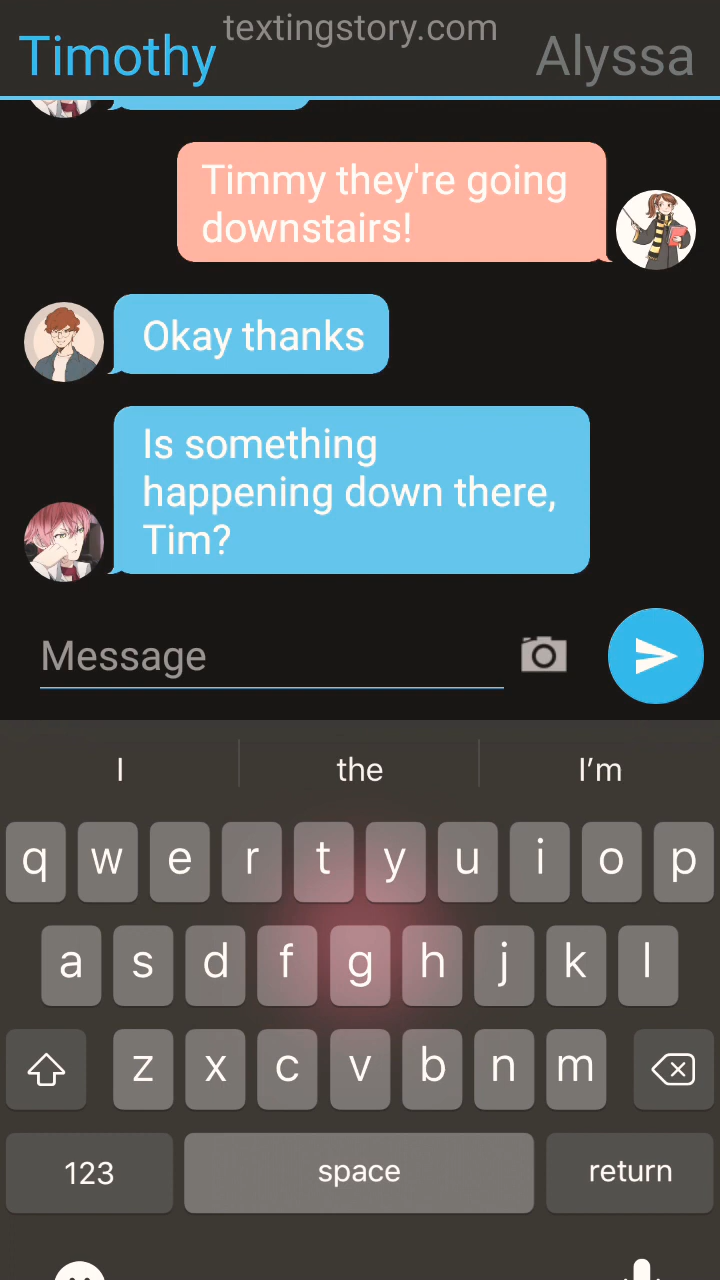 textingstory.com
Timothy
Alyssa
Timmy they're going
downstairs!
Okay thanks
Is something
happening down there,
Tim?
Message
I
the
I'm
q w e r t y u i o p
a s d f g h j k l
z x c v b n m
123
space
return